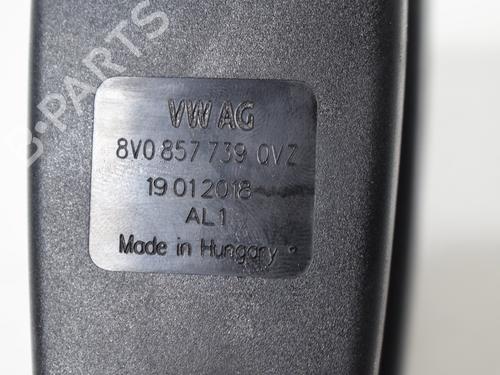 B-PARTS
VW AG
8V0 857 739 QVZ
19 01 2018
AL1
Made in Hungary